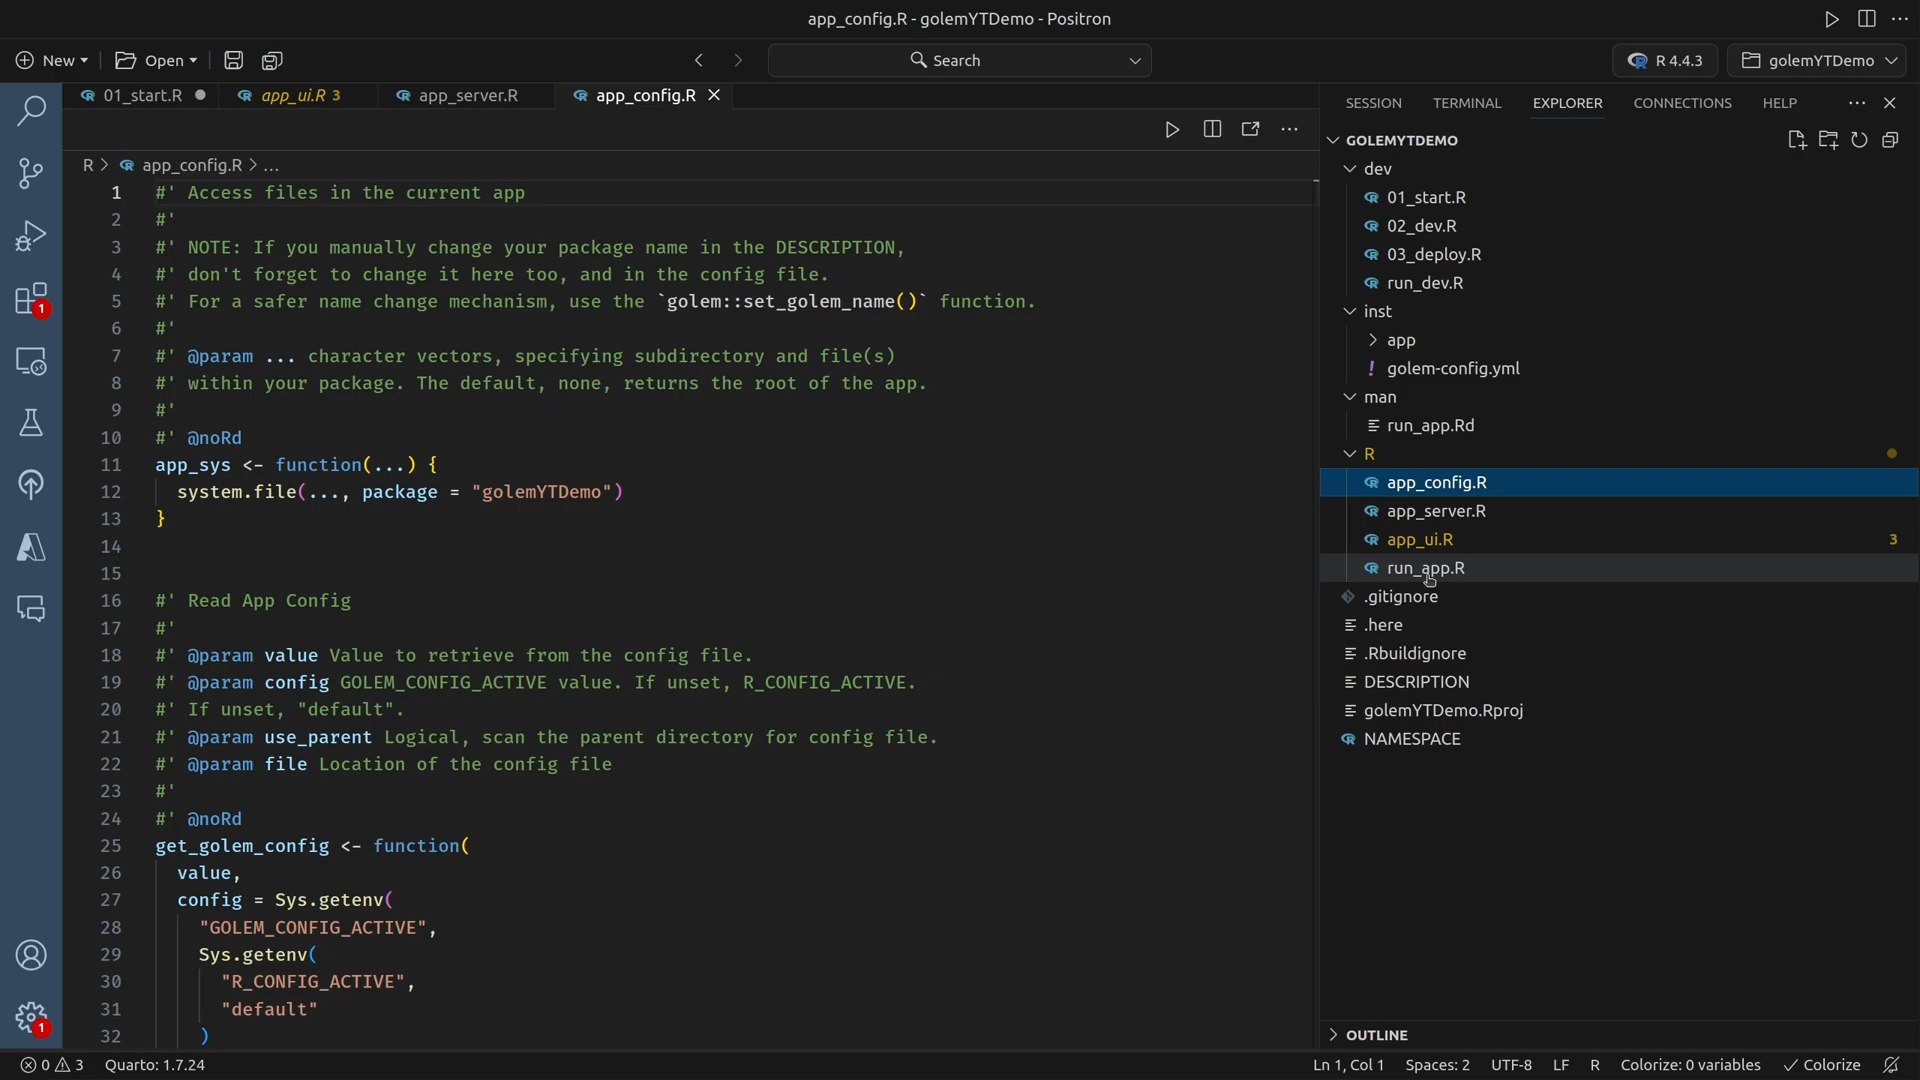 app_config.R - golemYTDemo - Positron
New
Open
Search
R 4.4.3
golemYTDemo
01_start.R
app_ui.R 3
app_server.R
app_config.R
R > app_config.R > ...
1 #' Access files in the current app
2 #'
3 #' NOTE: If you manually change your package name in the DESCRIPTION,
4 #' don't forget to change it here too, and in the config file.
5 #' For a safer name change mechanism, use the `golem::set_golem_name()` function.
6 #'
7 #' @param ... character vectors, specifying subdirectory and file(s)
8 #' within your package. The default, none, returns the root of the app.
9 #'
10 #' @noRd
11 app_sys <- function(...) {
12 system.file(..., package = "golemYTDemo")
13 }
14
15
16 #' Read App Config
17 #'
18 #' @param value Value to retrieve from the config file.
19 #' @param config GOLEM_CONFIG_ACTIVE value. If unset, R_CONFIG_ACTIVE.
20 #' If unset, "default".
21 #' @param use_parent Logical, scan the parent directory for config file.
22 #' @param file Location of the config file
23 #'
24 #' @noRd
25 get_golem_config <- function(
26 value,
27 config = Sys.getenv(
28 "GOLEM_CONFIG_ACTIVE",
29 Sys.getenv(
30 "R_CONFIG_ACTIVE",
31 "default"
32 )
SESSION
TERMINAL
EXPLORER
CONNECTIONS
HELP
GOLEMYTDEMO
dev
01_start.R
02_dev.R
03_deploy.R
run_dev.R
inst
app
! golem-config.yml
man
run_app.Rd
R
app_config.R
app_server.R
app_ui.R 3
run_app.R
.gitignore
.here
.Rbuildignore
DESCRIPTION
golemYTDemo.Rproj
NAMESPACE
OUTLINE
1
1
0 3
Quarto: 1.7.24
Ln 1, Col 1
Spaces: 2
UTF-8
LF
R
Colorize: 0 variables
Colorize